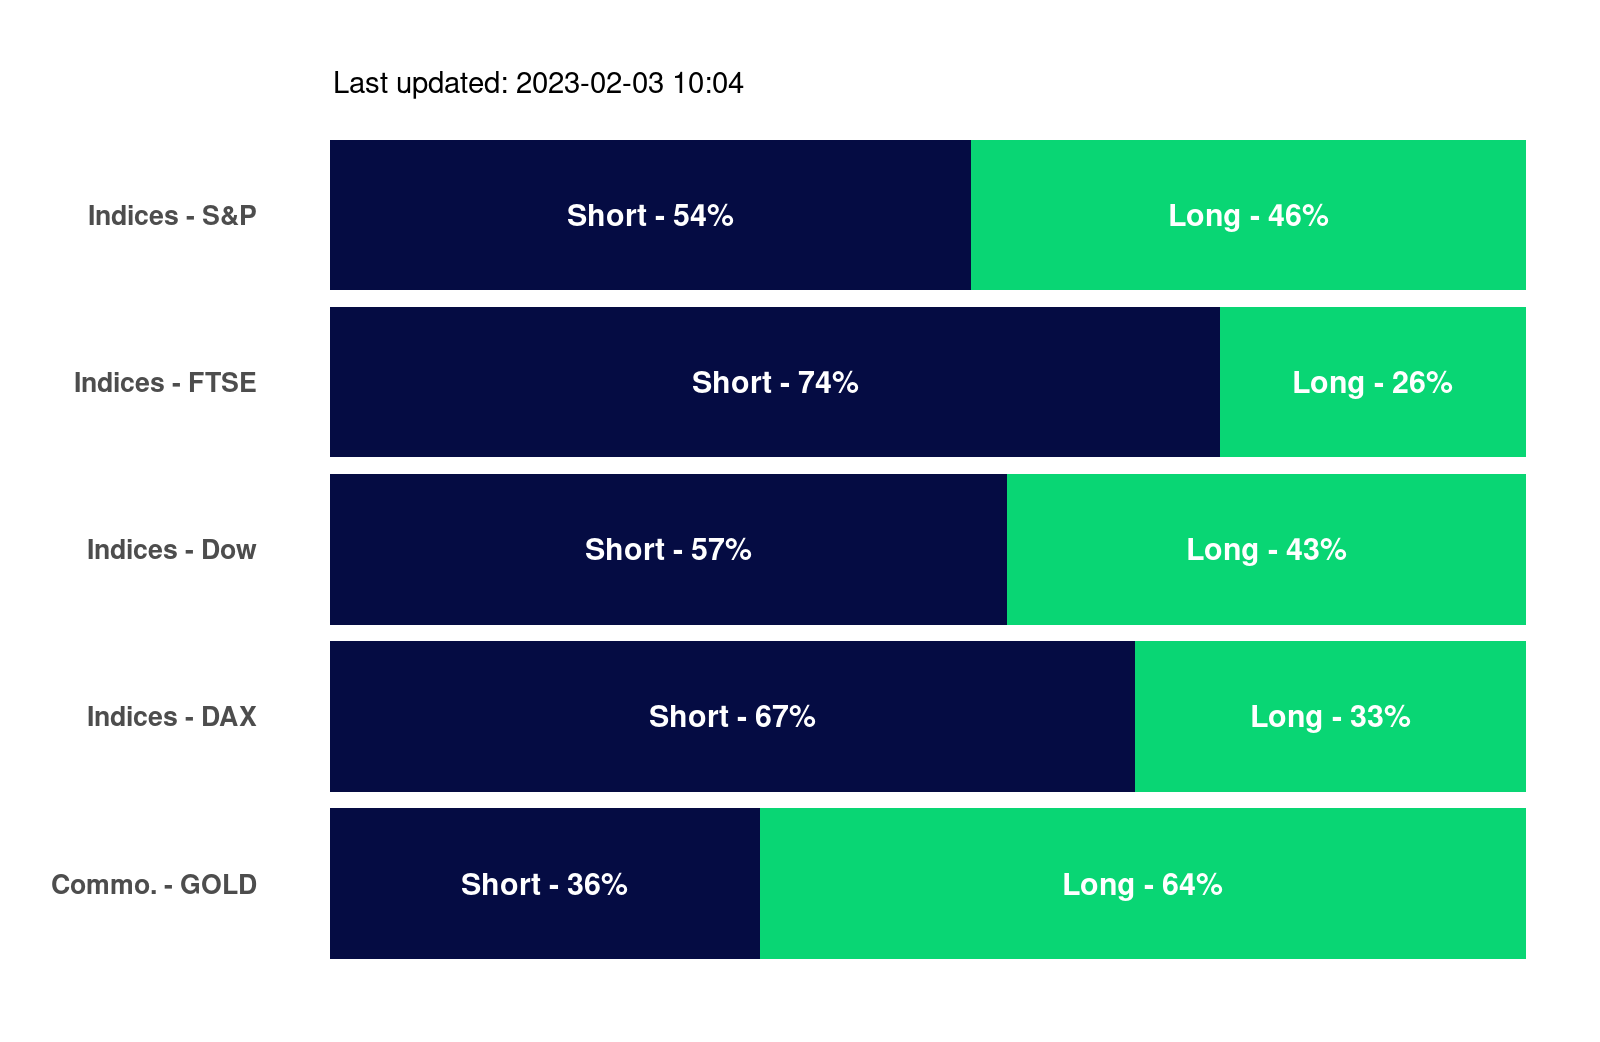 Last updated: 2023-02-03 10:04
Indices - S&P Short - 54% Long - 46%
Indices - FTSE Short - 74% Long - 26%
Indices - Dow Short - 57% Long - 43%
Indices - DAX Short - 67% Long - 33%
Commo. - GOLD Short - 36% Long - 64%